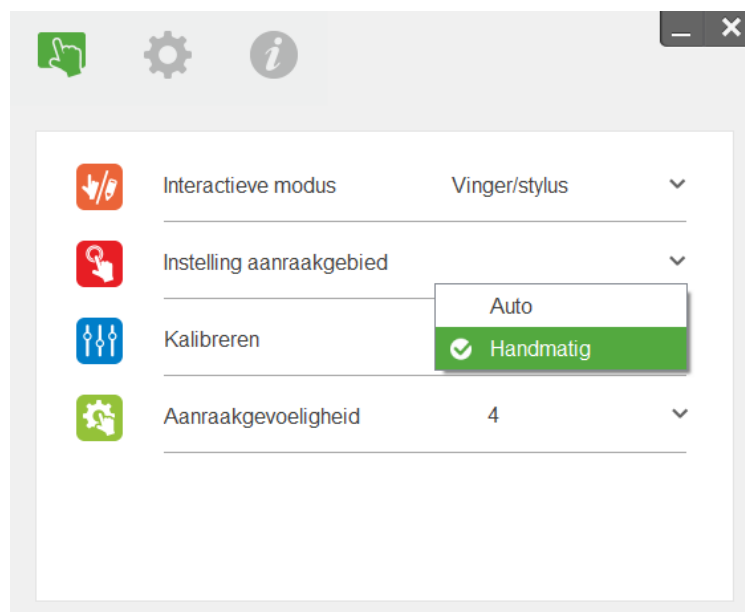 Interactieve modus Vinger/stylus
Instelling aanraakgebied
Auto
Kalibreren
Handmatig
Aanraakgevoeligheid 4